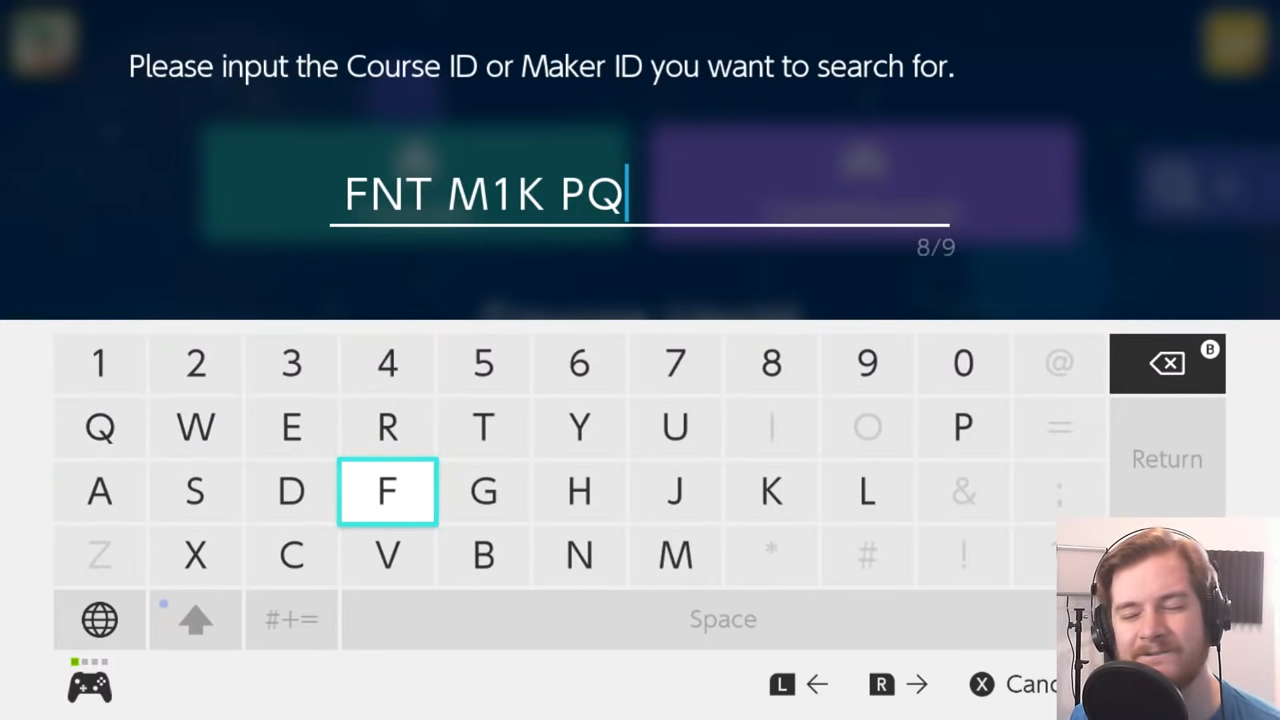 Please input the Course ID or Maker ID you want to search for.
FNT M1K PQ
8/9
1 2 3 4 5 6 7 8 9 0 @ B
Q W E R T Y U I O P =
Return
A S D F G H J K L & ;
Z X C V B N M * # !
#+= Space
L ← R → X